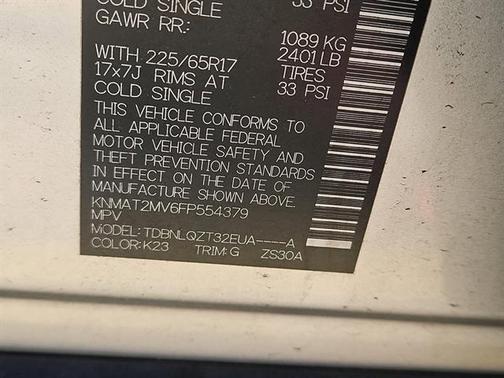 COLD SINGLE 33 PSI
GAWR RR.: 1089 KG
2401 LB
WITH 225/65R17 TIRES
17x7J RIMS AT 33 PSI
COLD SINGLE
THIS VEHICLE CONFORMS TO
ALL APPLICABLE FEDERAL
MOTOR VEHICLE SAFETY AND
THEFT PREVENTION STANDARDS
IN EFFECT ON THE DATE OF
MANUFACTURE SHOWN ABOVE.
KNMAT2MV6FP554379
MPV
MODEL:TDBNLQZT32EUA----A
COLOR:K23 TRIM:G ZS30A